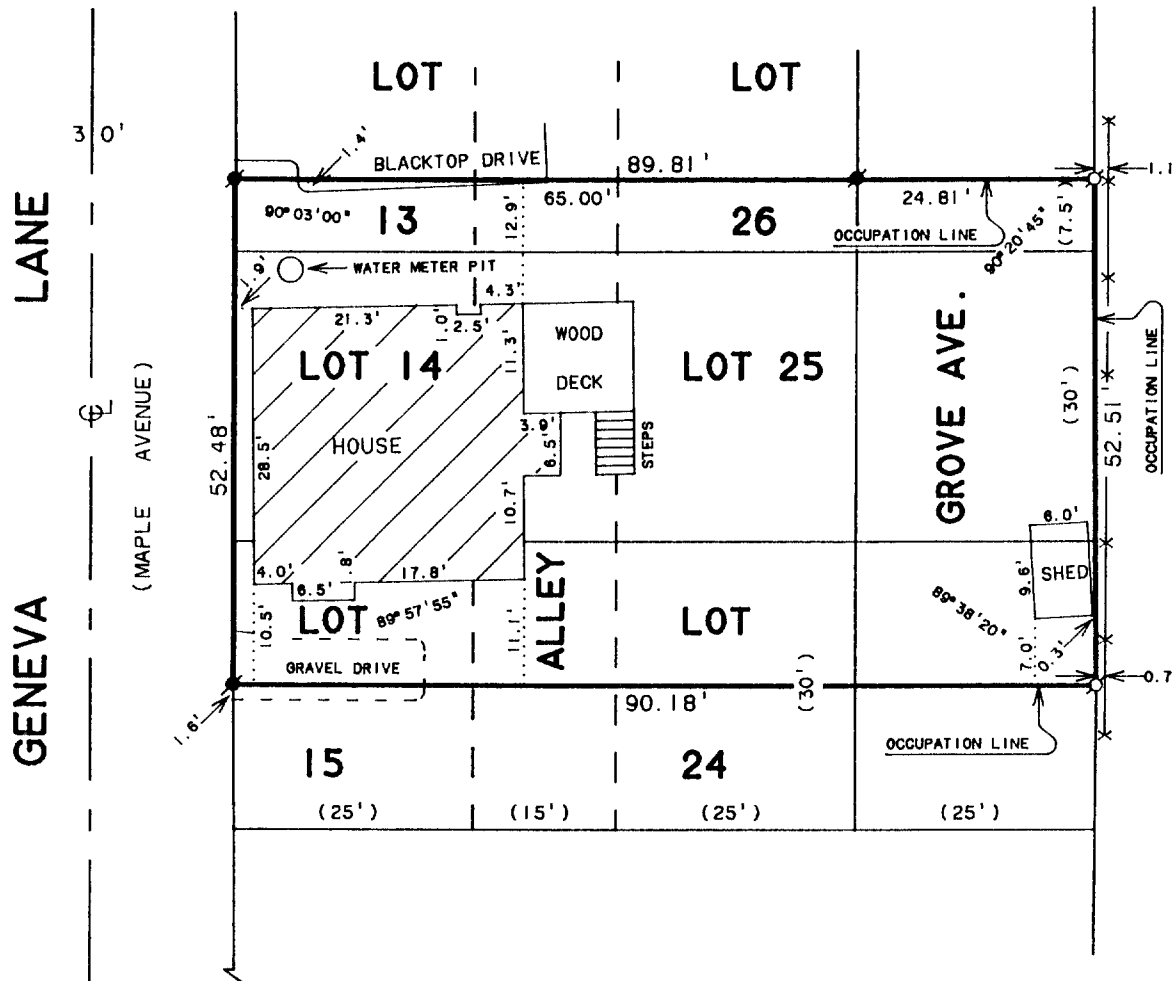 LOT
LOT
30'
1.4'
BLACKTOP DRIVE
89.81'
1.1
65.00'
24.81'
90°03'00"
13
12.9'
26
(7.5')
OCCUPATION LINE
90°20'45"
LANE
1.9'
WATER METER PIT
4.3'
21.3'
1.0'
2.5'
11.3'
WOOD
DECK
LOT 14
LOT 25
GROVE AVE.
(30')
OCCUPATION LINE
(MAPLE AVENUE)
℄
52.48'
28.5'
HOUSE
3.9'
6.5'
STEPS
52.51'
10.7'
6.0'
9.6'
SHED
4.0'
6.5'
.8'
17.8'
GENEVA
LOT
89°57'55"
10.5'
11.1'
ALLEY
LOT
89°38'20"
7.0'
0.3'
GRAVEL DRIVE
(30')
0.7
1.6'
90.18'
OCCUPATION LINE
15
24
(25')
(15')
(25')
(25')